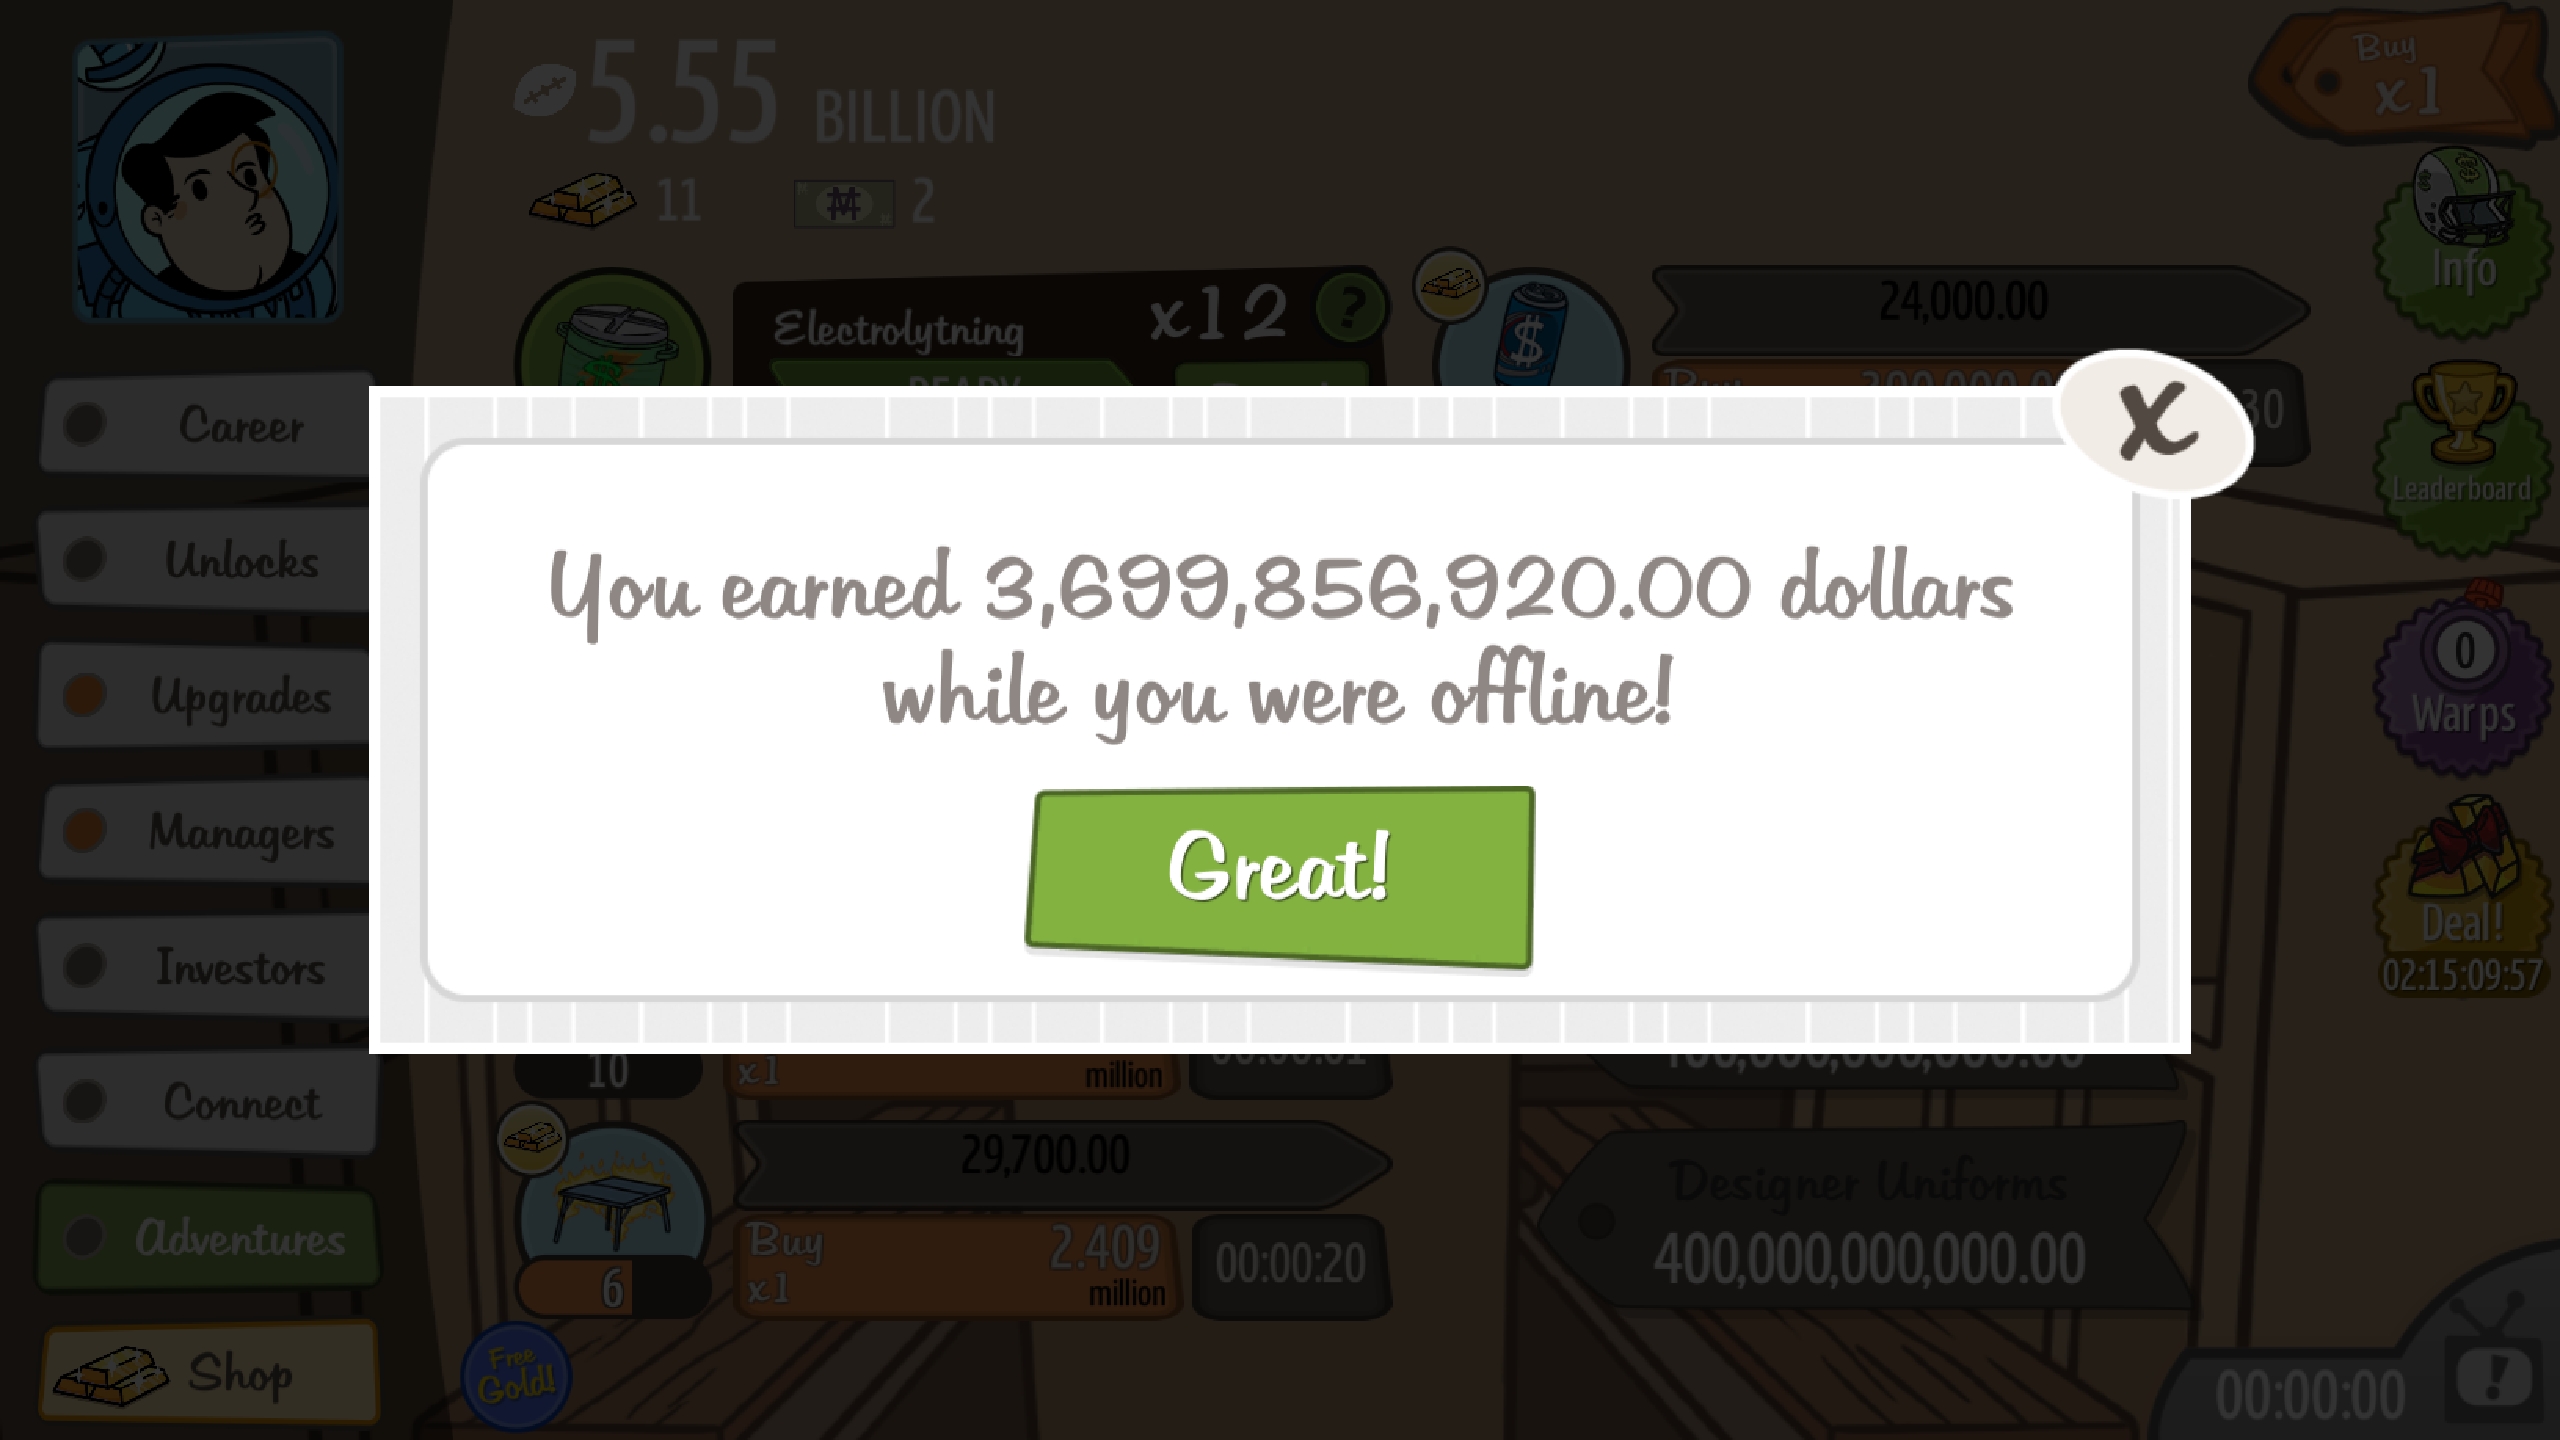 5.55 BILLION
Buy
x1
11
2
Info
Electrolytning x12 ?
24,000.00
$
Leaderboard
Career
Unlocks
Upgrades
Managers
Investors
Connect
Adventures
Shop
X
You earned 3,699,856,920.00 dollars
while you were offline!
Great!
0
Warps
Deal!
02:15:09:57
10
x1 million
29,700.00
6
Buy 2.409
x1 million
00:00:20
Designer Uniforms
400,000,000,000.00
Free
Gold!
00:00:00
!